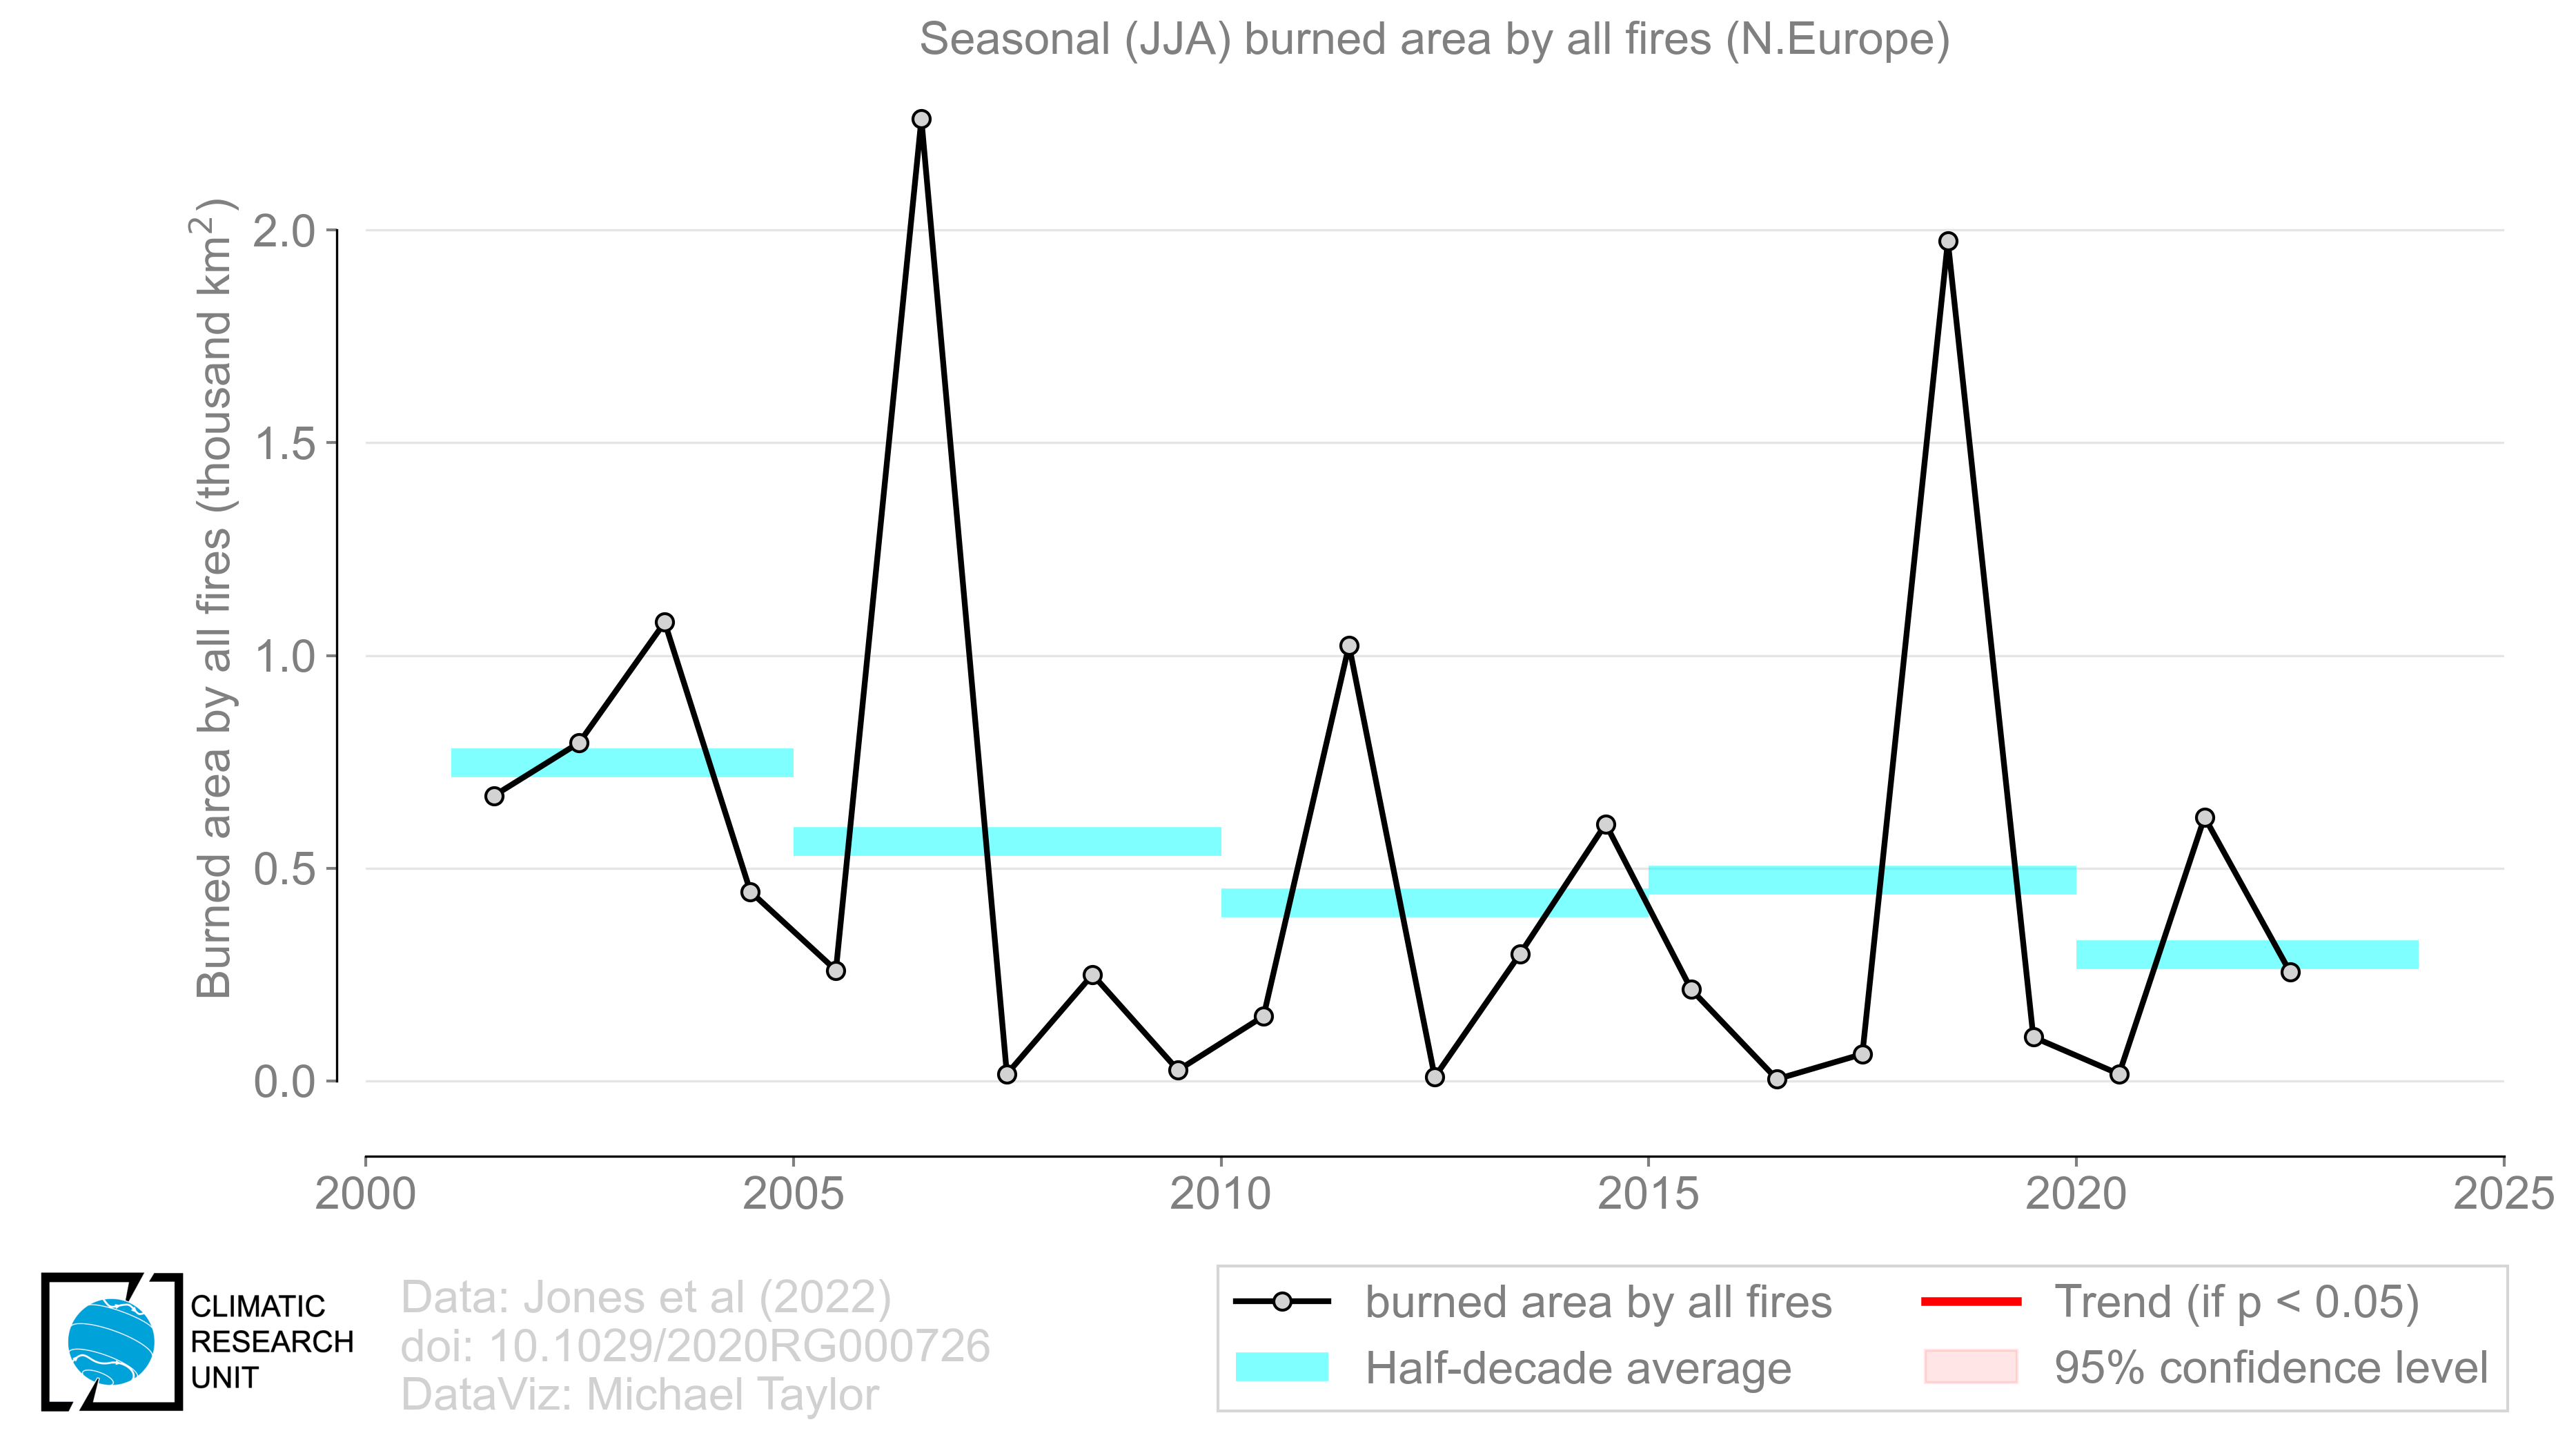 Seasonal (JJA) burned area by all fires (N.Europe)
Burned area by all fires (thousand km²)
2.0
1.5
1.0
0.5
0.0
2000 2005 2010 2015 2020 2025
CLIMATIC
RESEARCH
UNIT
Data: Jones et al (2022)
doi: 10.1029/2020RG000726
DataViz: Michael Taylor
burned area by all fires
Half-decade average
Trend (if p < 0.05)
95% confidence level